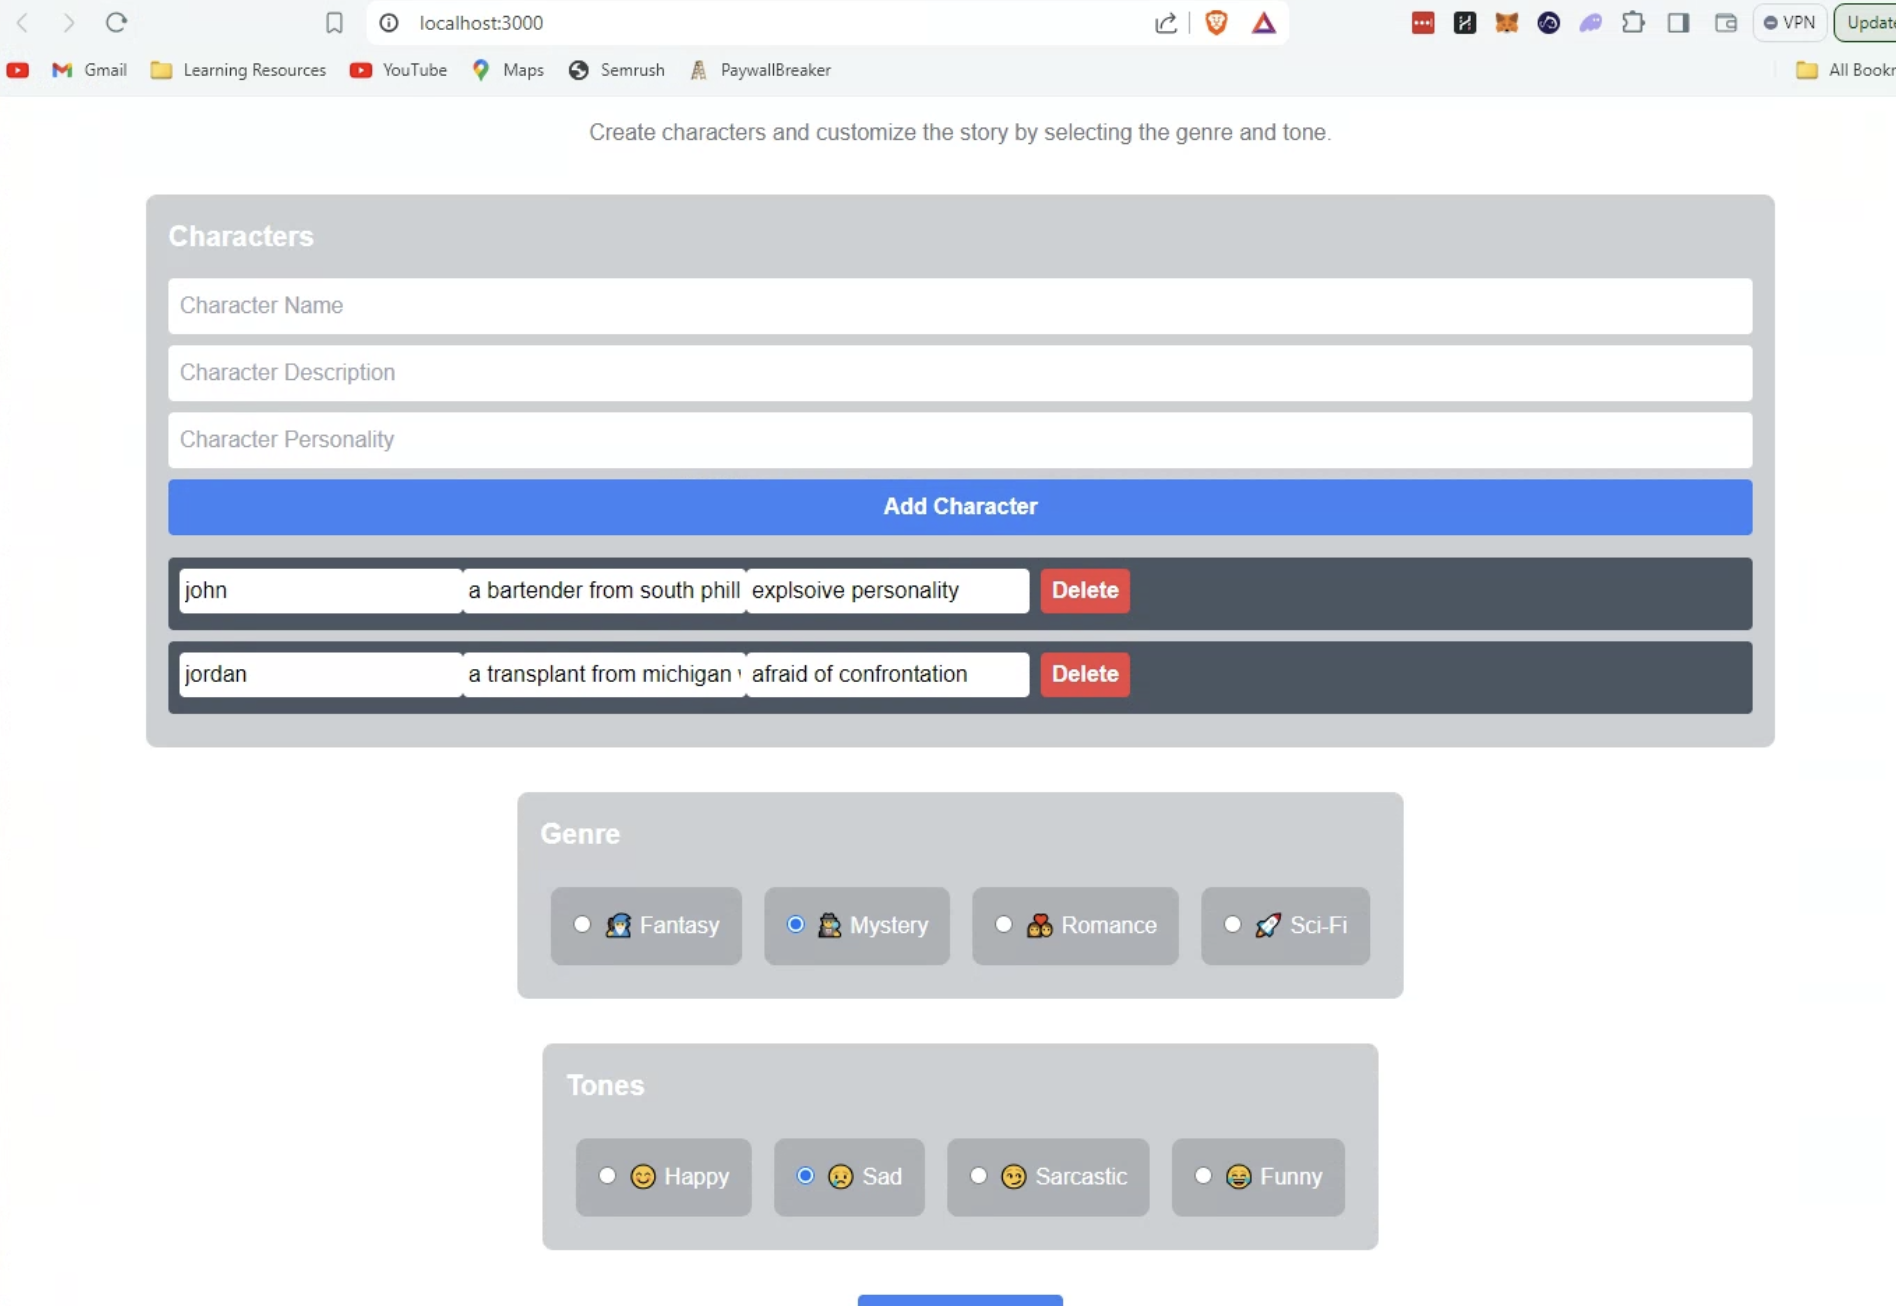 localhost:3000
VPN
Gmail Learning Resources YouTube Maps Semrush PaywallBreaker
Create characters and customize the story by selecting the genre and tone.
Characters
Character Name
Character Description
Character Personality
Add Character
john a bartender from south phill explsoive personality Delete
jordan a transplant from michigan afraid of confrontation Delete
Genre
Fantasy Mystery Romance Sci-Fi
Tones
Happy Sad Sarcastic Funny